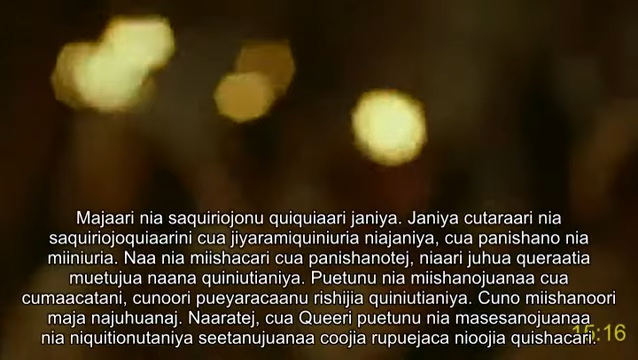 Majaari nia saquiriojonu quiquiaari janiya. Janiya cutaraari nia
saquiriojoquiaarini cua jiyaramiquiniuria niajaniya, cua panishano nia
miiniuria. Naa nia miishacari cua panishanotej, niaari juhua queraatia
muetujua naana quiniutianiya. Puetunu nia miishanojuanaa cua
cumaacatani, cunoori pueyaracaanu rishijia quiniutianiya. Cuno miishanoori
maja najuhuanaj. Naaratej, cua Queeri puetunu nia masesanojuanaa
nia niquitionutaniya seetanujuanaa coojia rupuejaca nioojia quishacari.
15:16